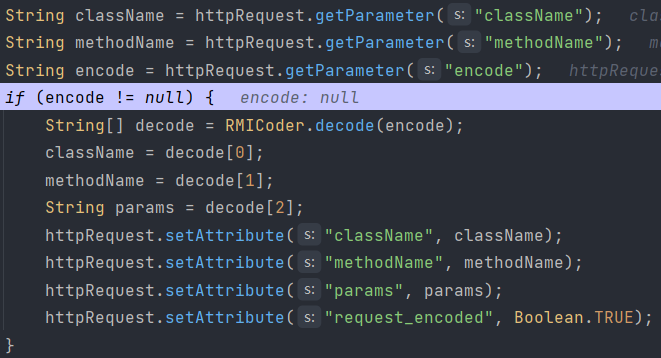 String className = httpRequest.getParameter( s: "className");   cla
String methodName = httpRequest.getParameter( s: "methodName");   m
String encode = httpRequest.getParameter( s: "encode");   httpReque
if (encode != null) {   encode: null
    String[] decode = RMICoder.decode(encode);
    className = decode[0];
    methodName = decode[1];
    String params = decode[2];
    httpRequest.setAttribute( s: "className", className);
    httpRequest.setAttribute( s: "methodName", methodName);
    httpRequest.setAttribute( s: "params", params);
    httpRequest.setAttribute( s: "request_encoded", Boolean.TRUE);
}